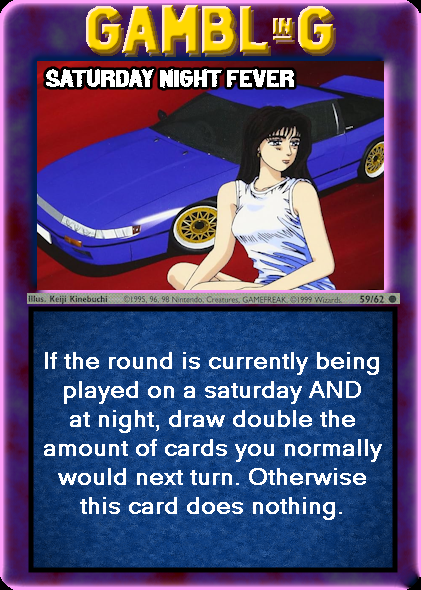 GAMBLinG
SATURDAY NIGHT FEVER
Illus. Keiji Kinebuchi ©1995, 96, 98 Nintendo, Creatures, GAMEFREAK. ©1999 Wizards. 59/62 ●
If the round is currently being
played on a saturday AND
at night, draw double the
amount of cards you normally
would next turn. Otherwise
this card does nothing.